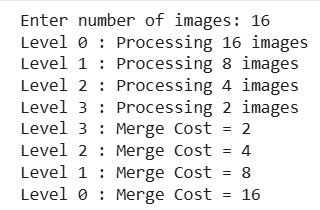 Enter number of images: 16
Level 0 : Processing 16 images
Level 1 : Processing 8 images
Level 2 : Processing 4 images
Level 3 : Processing 2 images
Level 3 : Merge Cost = 2
Level 2 : Merge Cost = 4
Level 1 : Merge Cost = 8
Level 0 : Merge Cost = 16